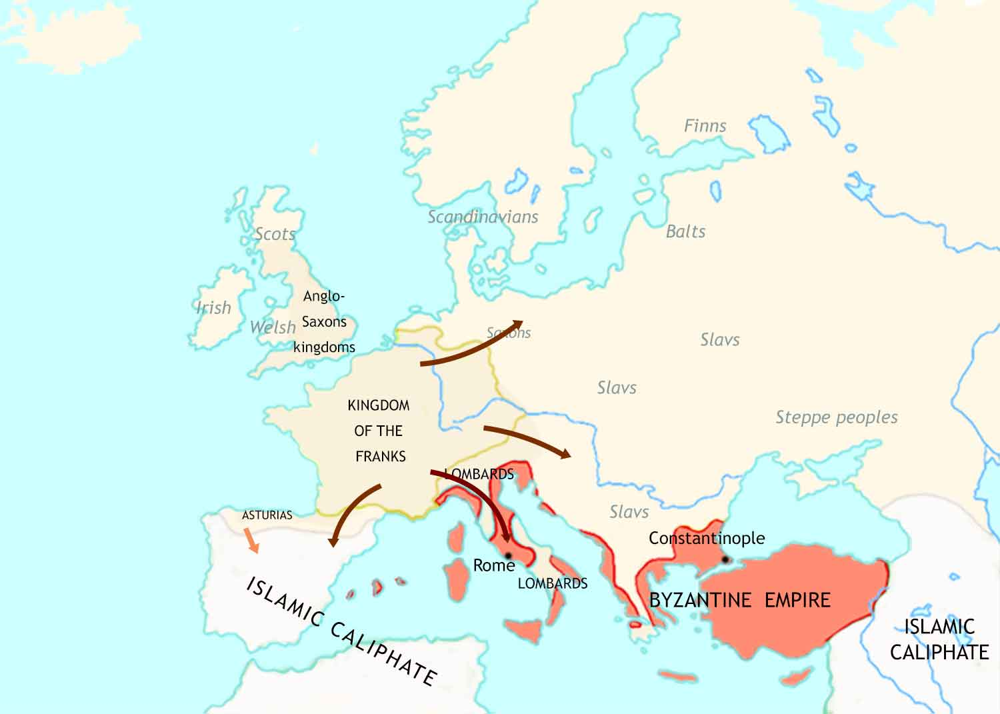 Finns
Scandinavians
Scots
Balts
Anglo-
Saxons
kingdoms
Irish
Welsh
Saxons
Slavs
Slavs
KINGDOM
OF THE
FRANKS
Steppe peoples
LOMBARDS
ASTURIAS
Slavs
Constantinople
Rome
LOMBARDS
BYZANTINE EMPIRE
ISLAMIC CALIPHATE
ISLAMIC
CALIPHATE